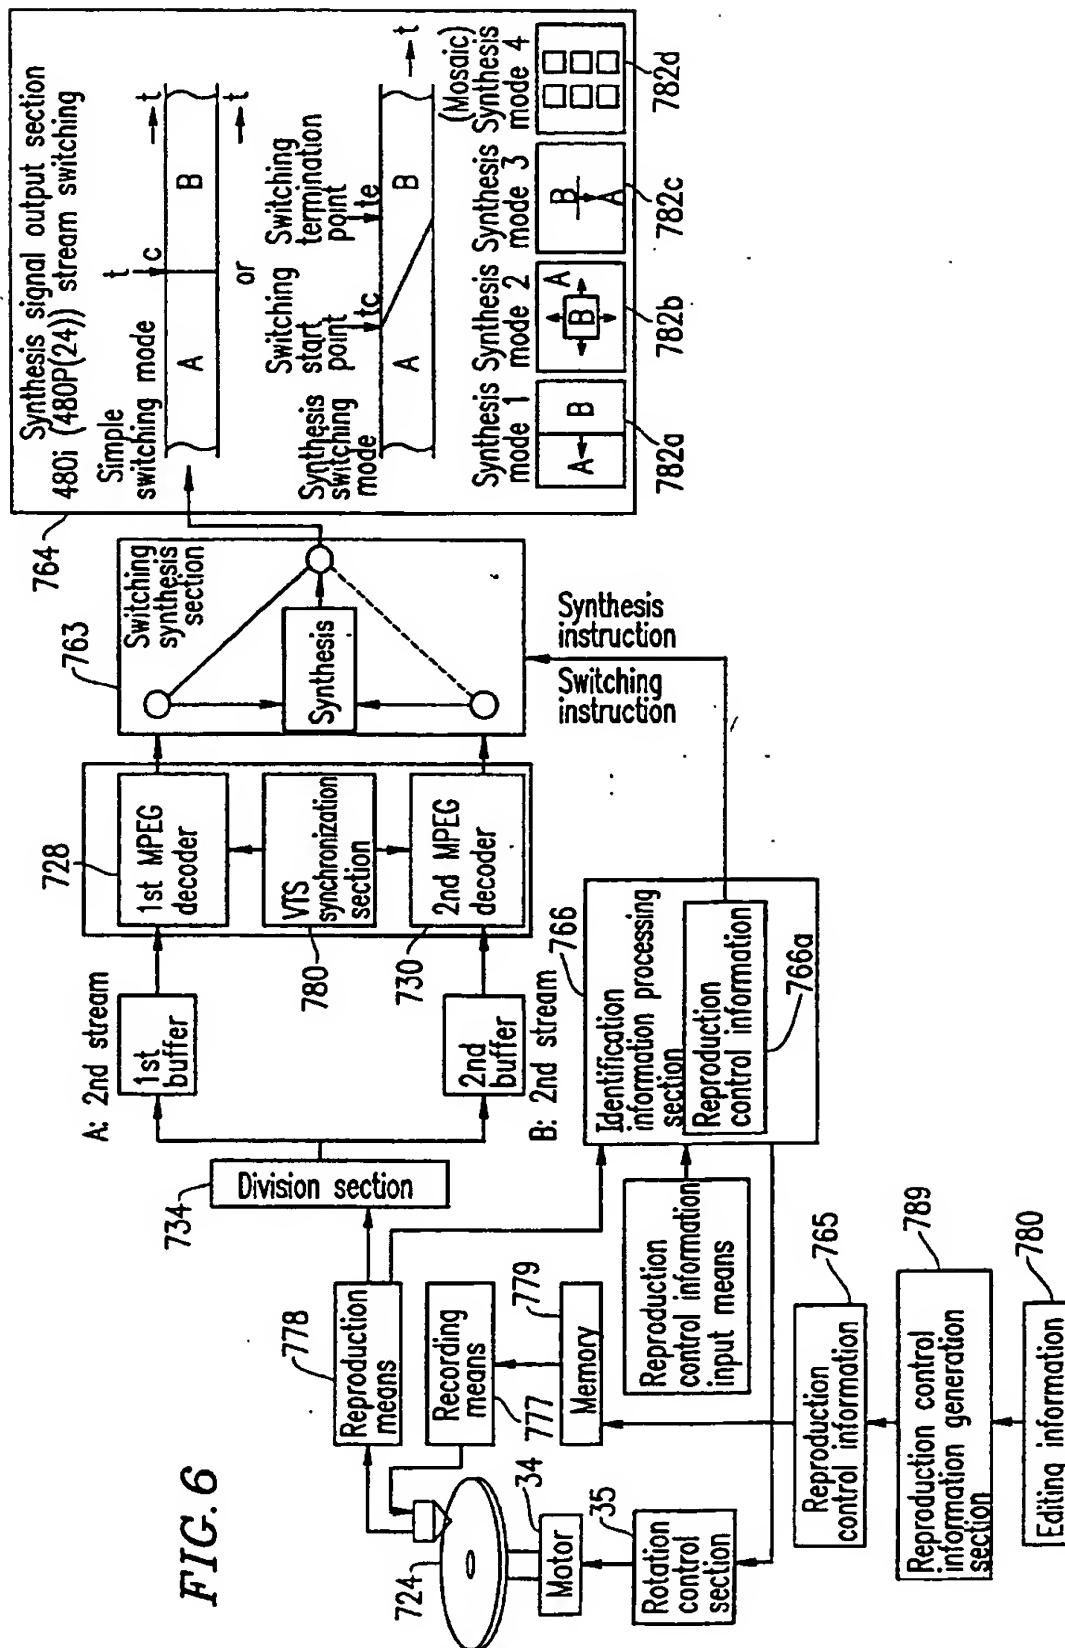 FIG.6
724
Motor
34
Rotation
control
section
35
778
Reproduction
means
Recording
means
777
779
Memory
Reproduction
control information
765
Reproduction control
information generation
section
789
Editing information
780
734
Division section
A: 2nd stream
1st
buffer
2nd
buffer
B: 2nd stream
Reproduction
control information
input means
766
Identification
information processing
section
Reproduction
control information
766a
728
1st MPEG
decoder
VTS
synchronization
section
780
730
2nd MPEG
decoder
763
Switching
synthesis
section
Synthesis
Switching
instruction
Synthesis
instruction
764
Synthesis signal output section
480i (480P(24)) stream switching
Simple
switching mode
t
c
t
A
B
t
or
Synthesis
switching
mode
Switching
start
point
tc
Switching
termination
point
te
A
B
t
(Mosaic)
Synthesis
mode 1
Synthesis
mode 2
Synthesis
mode 3
Synthesis
mode 4
A
B
B
A
B
A
782a
782b
782c
782d